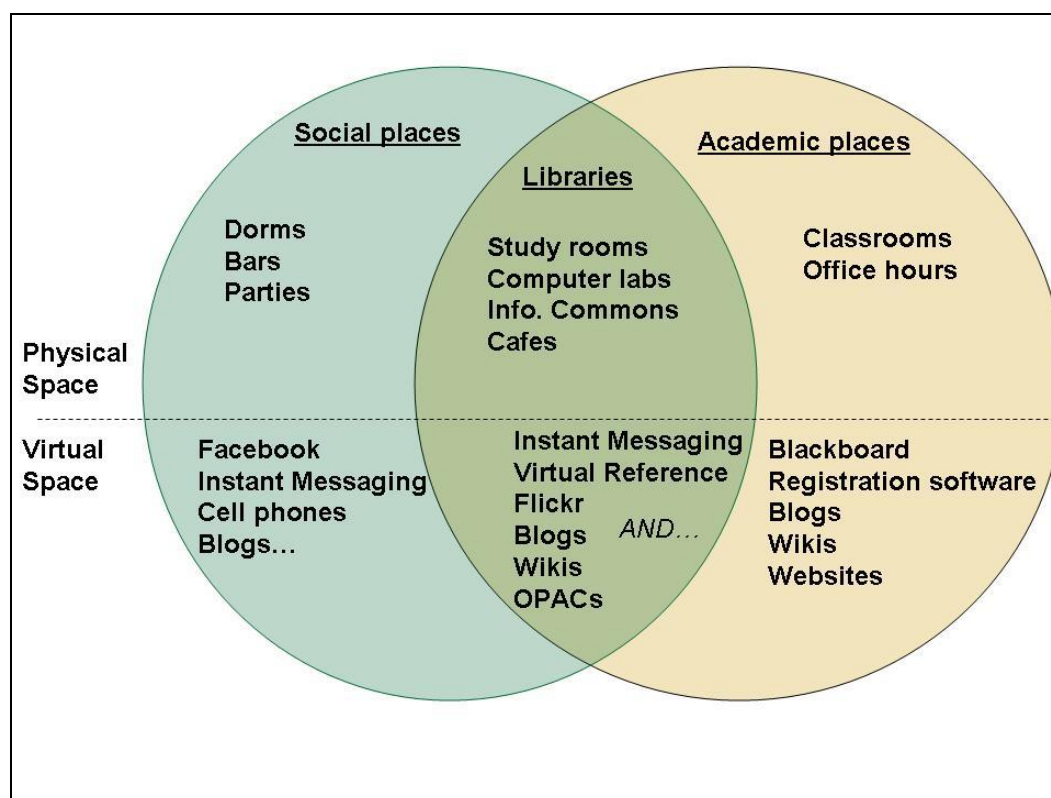 Social places
Academic places
Libraries
Dorms
Bars
Parties
Study rooms
Computer labs
Info. Commons
Cafes
Classrooms
Office hours
Physical
Space
Virtual
Space
Facebook
Instant Messaging
Cell phones
Blogs…
Instant Messaging
Virtual Reference
Flickr
Blogs
Wikis
OPACs
AND…
Blackboard
Registration software
Blogs
Wikis
Websites